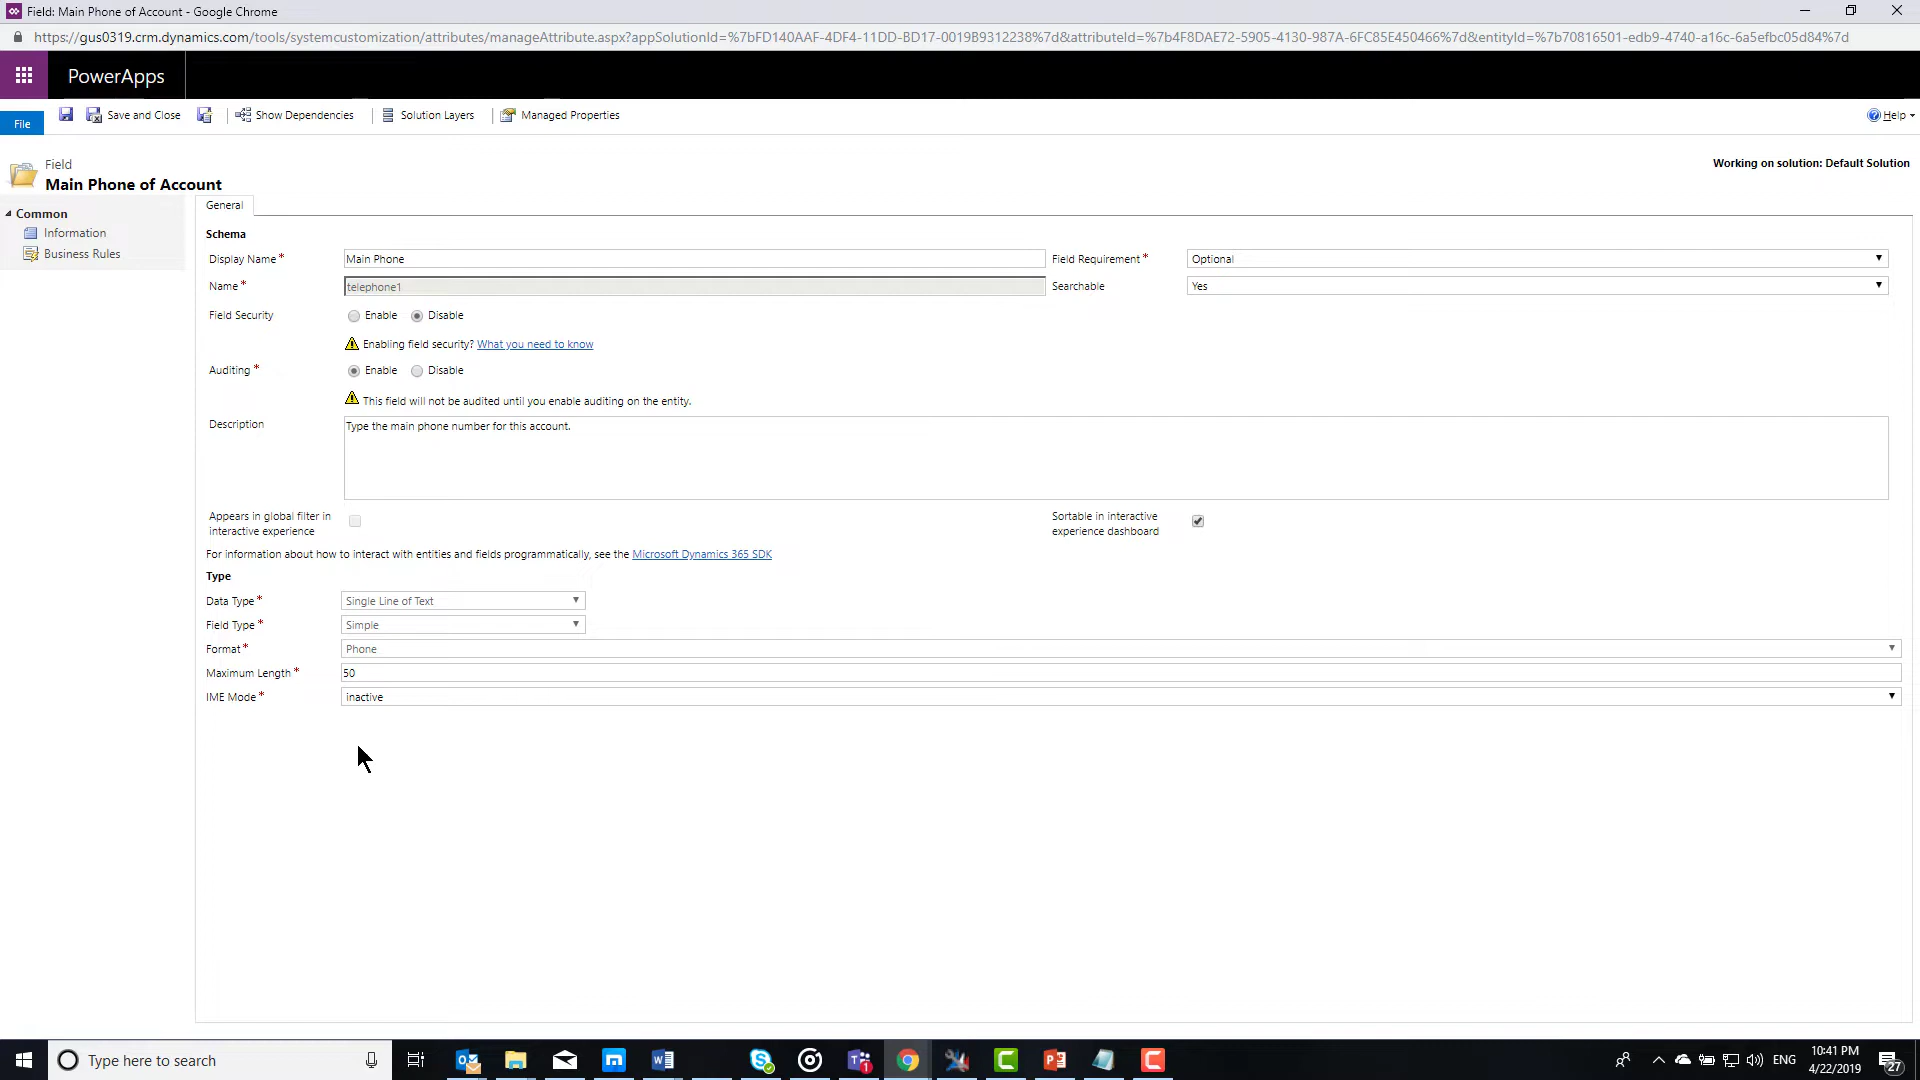 Field: Main Phone of Account - Google Chrome
https://gus0319.crm.dynamics.com/tools/systemcustomization/attributes/manageAttribute.aspx?appSolutionId=%7bFD140AAF-4DF4-11DD-BD17-0019B9312238%7d&attributeId=%7b4F8DAE72-5905-4130-987A-6FC85E450466%7d&entityId=%7b70816501-edb9-4740-a16c-6a5efbc05d84%7d
PowerApps
File
Save and Close
Show Dependencies
Solution Layers
Managed Properties
Help
Field
Main Phone of Account
Working on solution: Default Solution
Common
Information
Business Rules
General
Schema
Display Name* Main Phone
Field Requirement* Optional
Name* telephone1
Searchable Yes
Field Security Enable Disable
Enabling field security? What you need to know
Auditing* Enable Disable
This field will not be audited until you enable auditing on the entity.
Description Type the main phone number for this account.
Appears in global filter in
interactive experience
Sortable in interactive
experience dashboard
For information about how to interact with entities and fields programmatically, see the Microsoft Dynamics 365 SDK
Type
Data Type* Single Line of Text
Field Type* Simple
Format* Phone
Maximum Length* 50
IME Mode* inactive
Type here to search
ENG
10:41 PM
4/22/2019
27